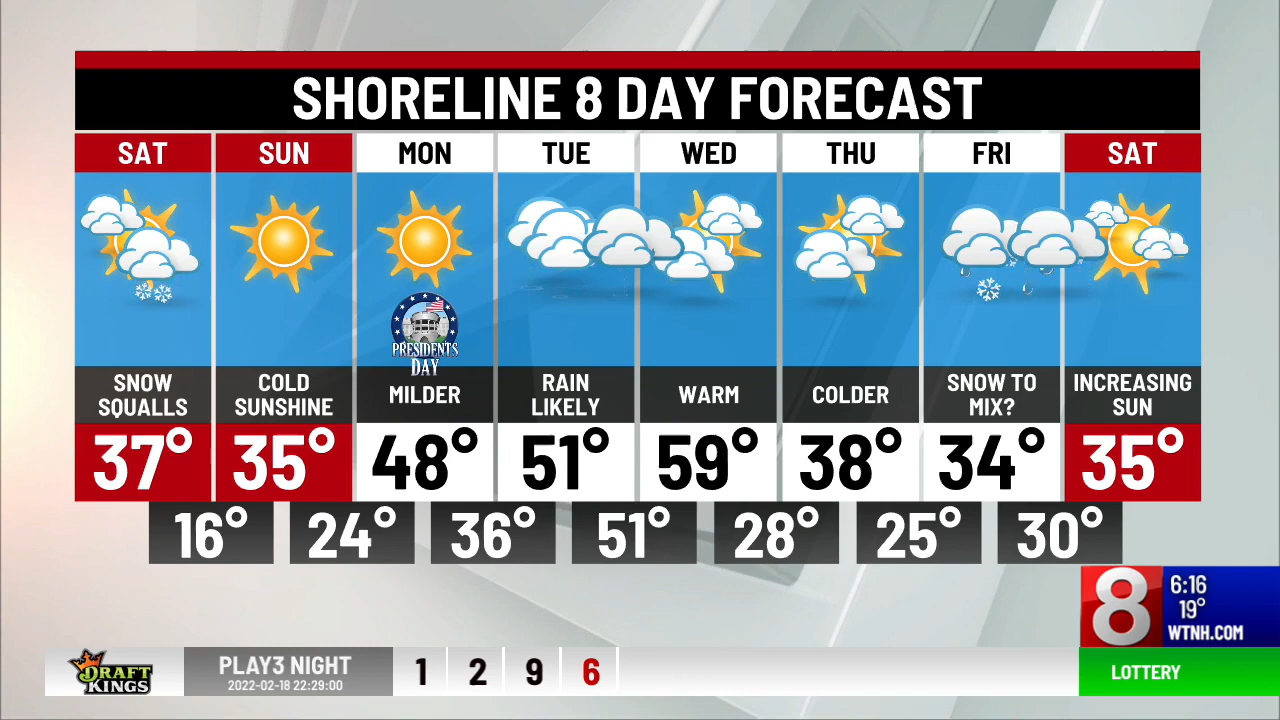 SHORELINE 8 DAY FORECAST
SAT SUN MON TUE WED THU FRI SAT
PRESIDENTS
DAY
SNOW
SQUALLS
COLD
SUNSHINE
MILDER
RAIN
LIKELY
WARM
COLDER
SNOW TO
MIX?
INCREASING
SUN
37° 35° 48° 51° 59° 38° 34° 35°
16° 24° 36° 51° 28° 25° 30°
8
6:16
19°
WTNH.COM
DRAFT
KINGS
PLAY3 NIGHT
2022-02-18 22:29:00
1 2 9 6
LOTTERY